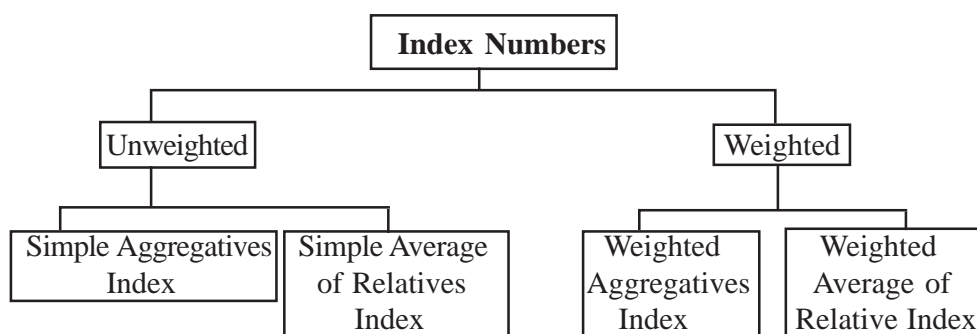 Index Numbers
Unweighted
Weighted
Simple Aggregatives
Index
Simple Average
of Relatives
Index
Weighted
Aggregatives
Index
Weighted
Average of
Relative Index